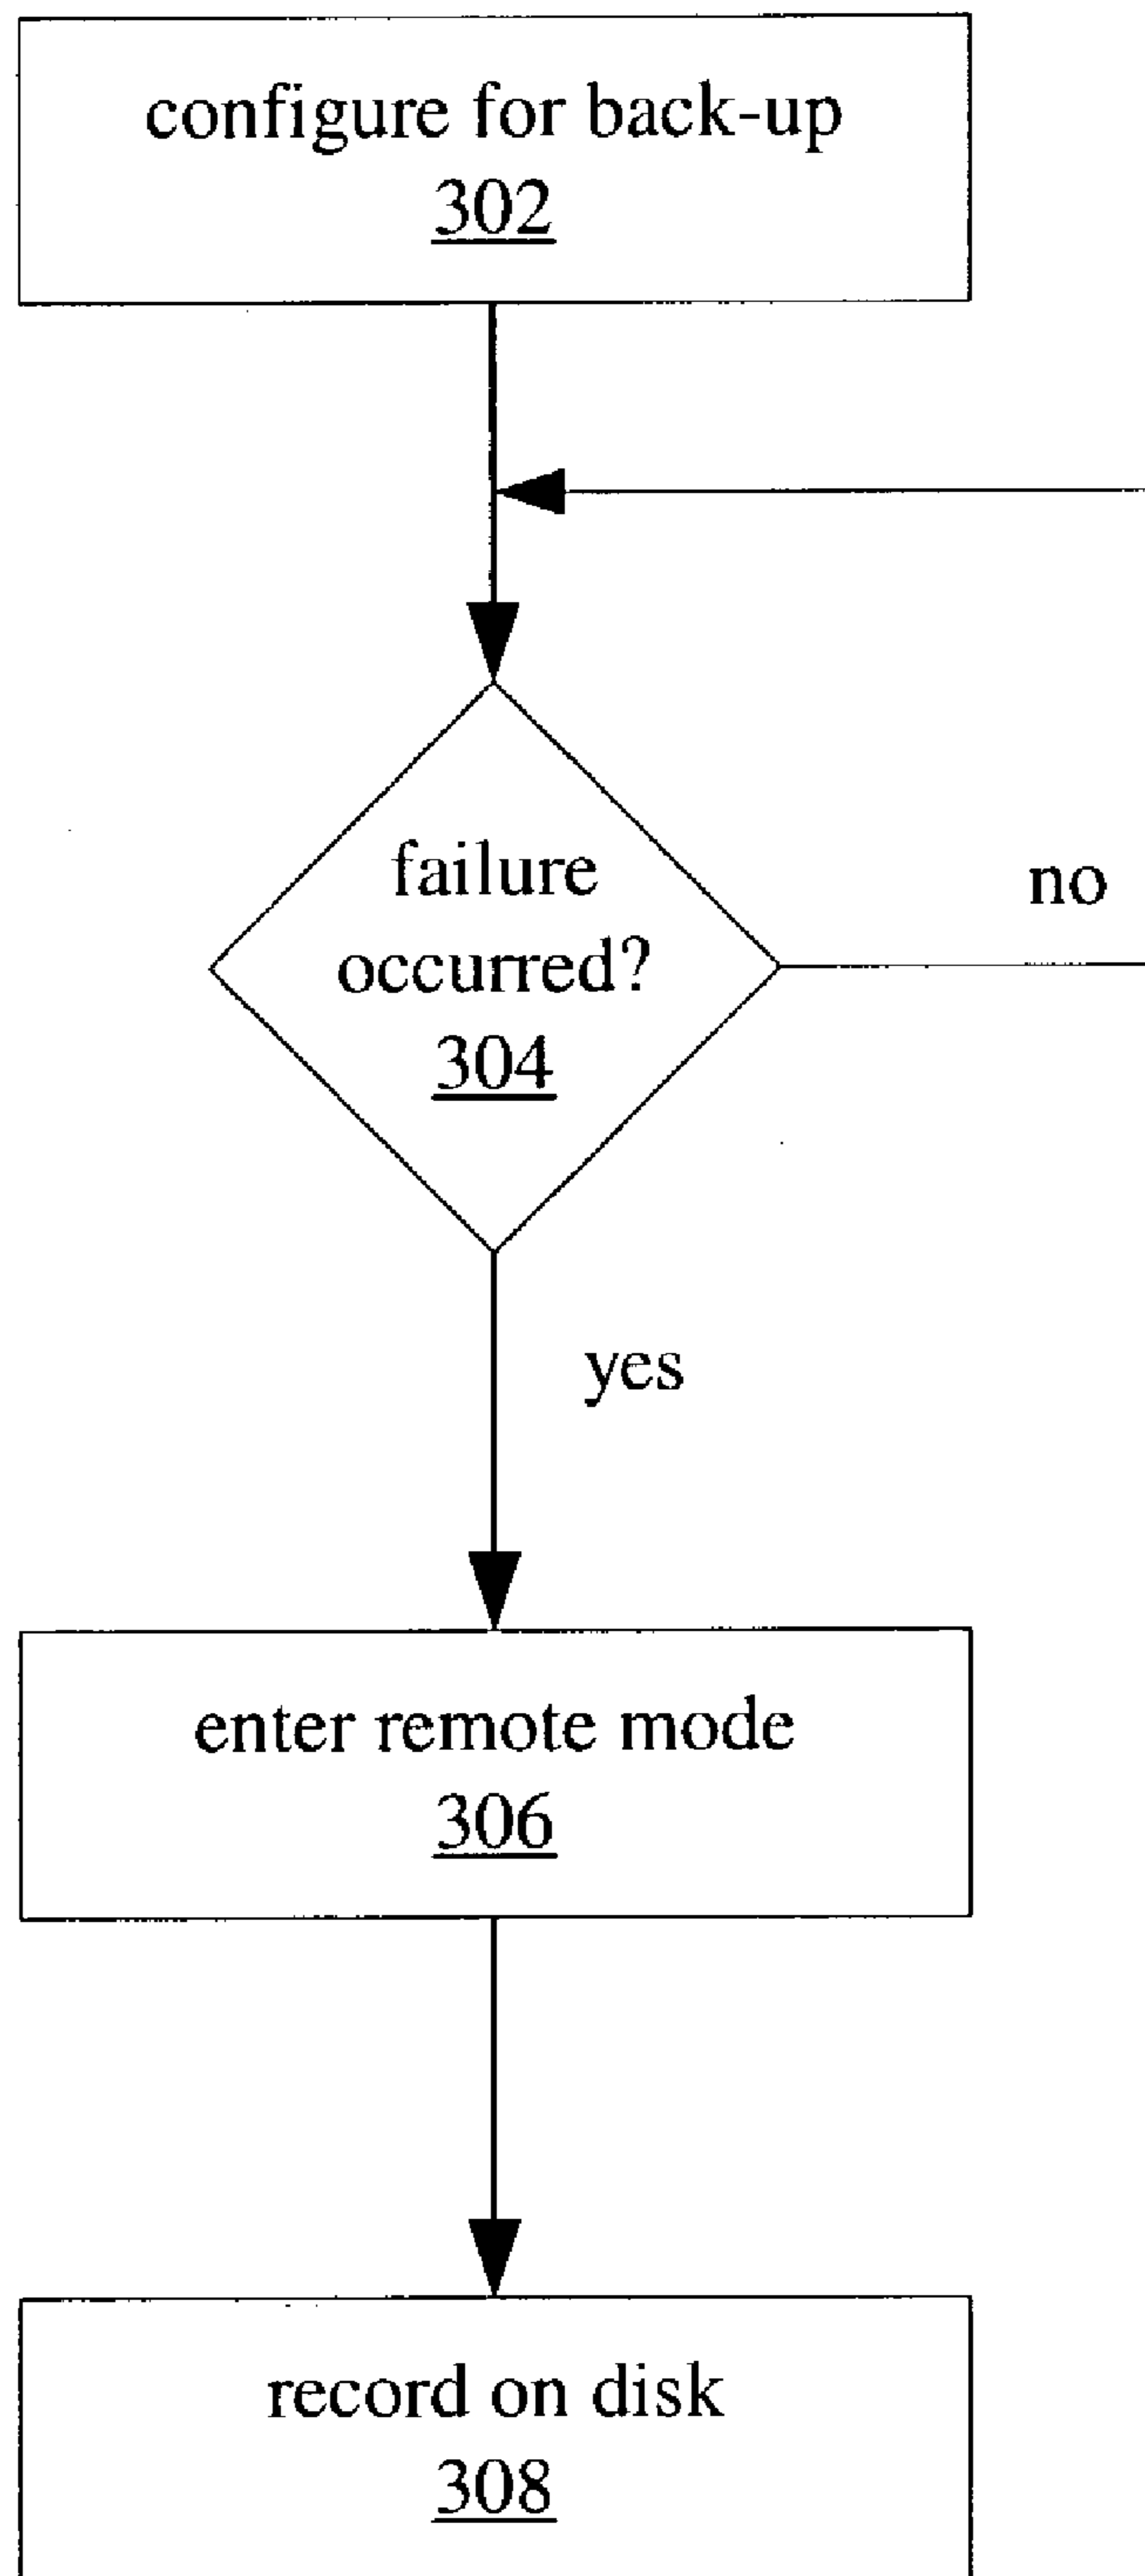 configure for back-up
302
failure
occurred?
304
no
yes
enter remote mode
306
record on disk
308